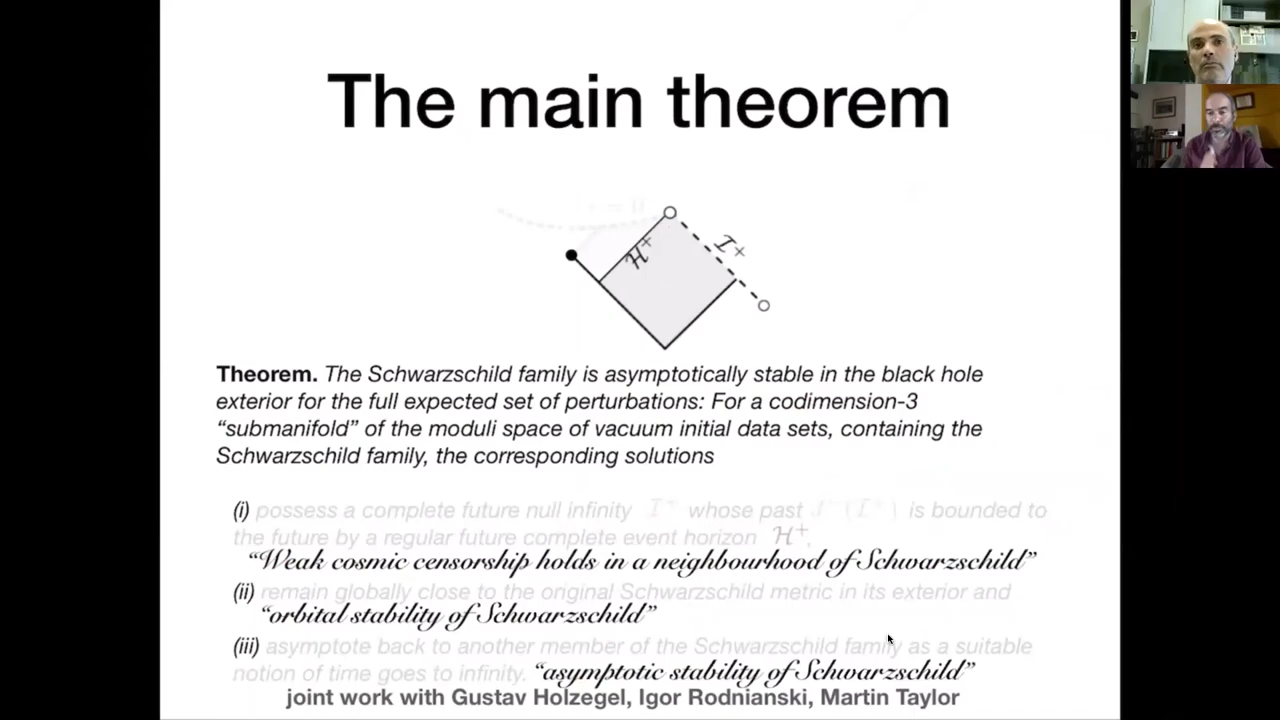 The main theorem
H+
I+
Theorem. The Schwarzschild family is asymptotically stable in the black hole
exterior for the full expected set of perturbations: For a codimension-3
“submanifold” of the moduli space of vacuum initial data sets, containing the
Schwarzschild family, the corresponding solutions
(i) possess a complete future null infinity I+ whose past J−(I+) is bounded to
the future by a regular future complete event horizon H+,
“Weak cosmic censorship holds in a neighbourhood of Schwarzschild”
(ii) remain globally close to the original Schwarzschild metric in its exterior and
“orbital stability of Schwarzschild”
(iii) asymptote back to another member of the Schwarzschild family as a suitable
notion of time goes to infinity. “asymptotic stability of Schwarzschild”
joint work with Gustav Holzegel, Igor Rodnianski, Martin Taylor